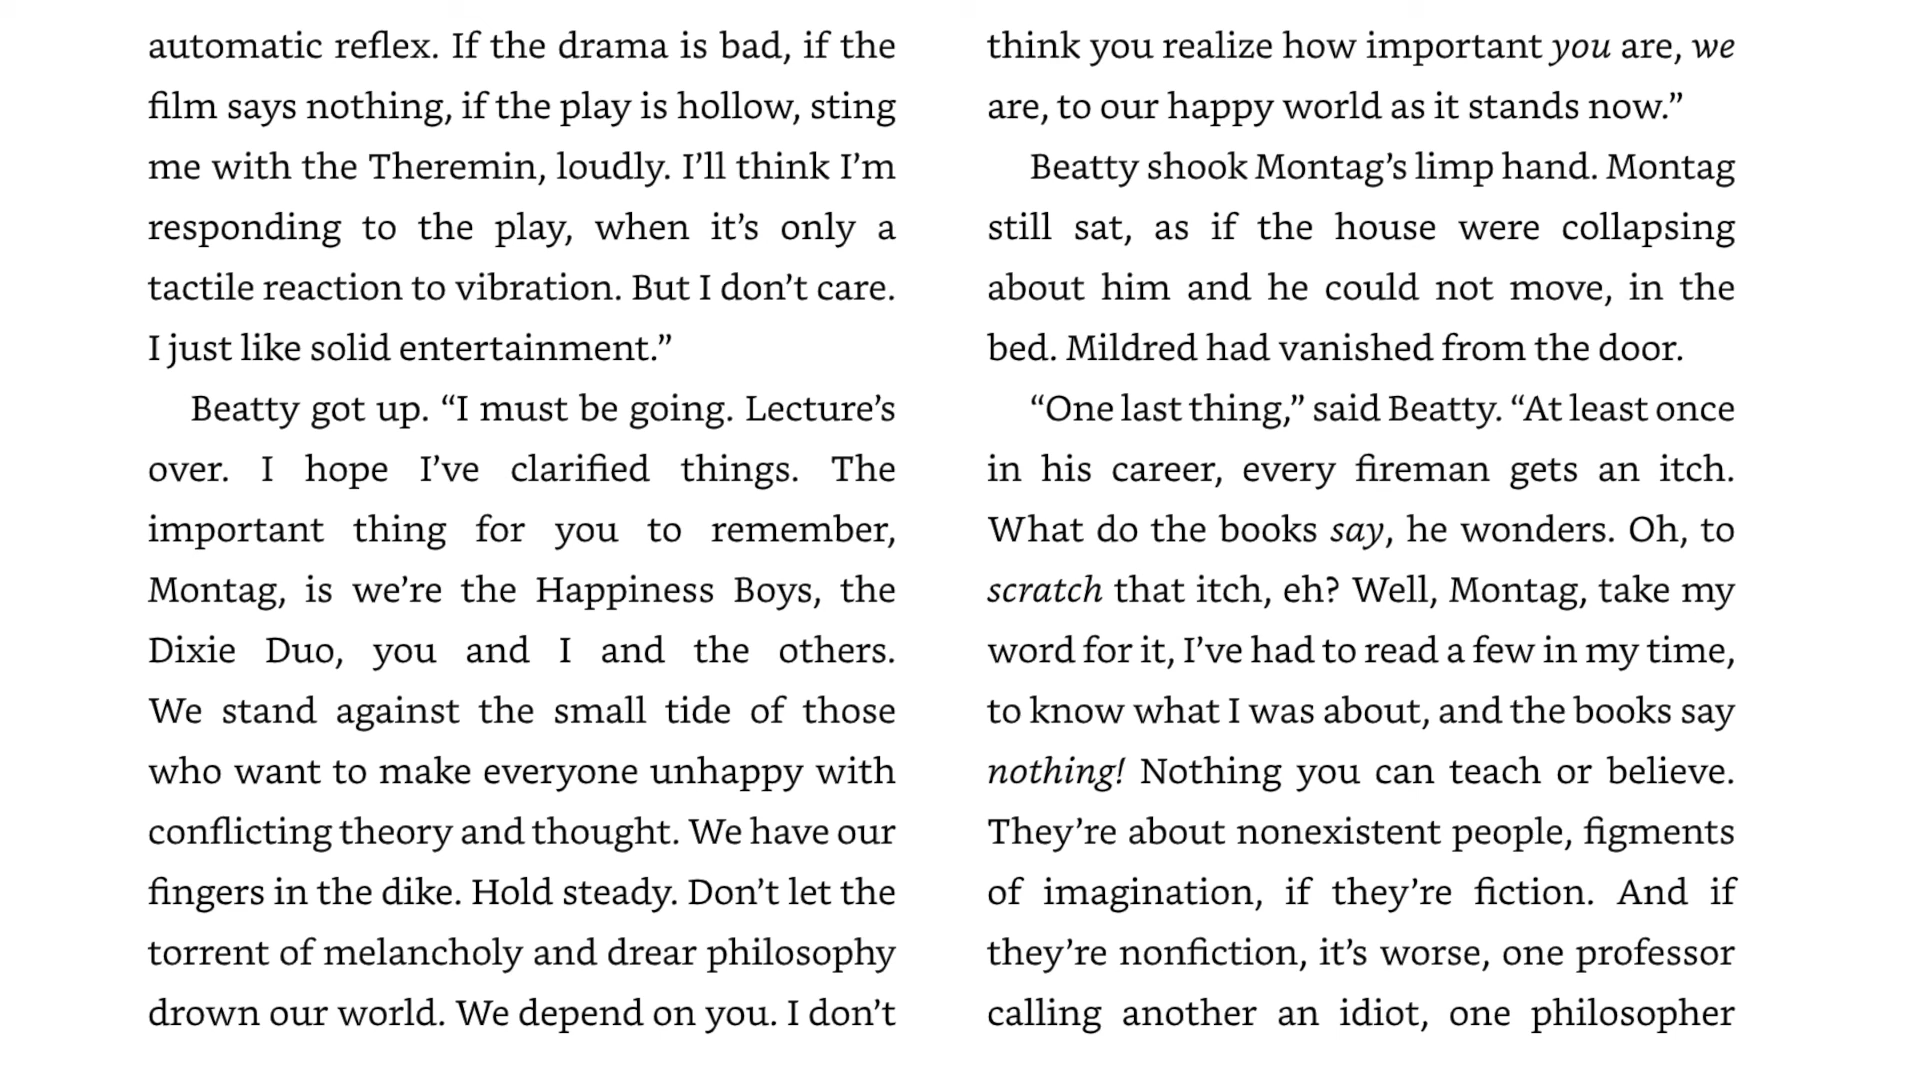 automatic reflex. If the drama is bad, if the
film says nothing, if the play is hollow, sting
me with the Theremin, loudly. I’ll think I’m
responding to the play, when it’s only a
tactile reaction to vibration. But I don’t care.
I just like solid entertainment.”
Beatty got up. “I must be going. Lecture’s
over. I hope I’ve clarified things. The
important thing for you to remember,
Montag, is we’re the Happiness Boys, the
Dixie Duo, you and I and the others.
We stand against the small tide of those
who want to make everyone unhappy with
conflicting theory and thought. We have our
fingers in the dike. Hold steady. Don’t let the
torrent of melancholy and drear philosophy
drown our world. We depend on you. I don’t
think you realize how important you are, we
are, to our happy world as it stands now.”
Beatty shook Montag’s limp hand. Montag
still sat, as if the house were collapsing
about him and he could not move, in the
bed. Mildred had vanished from the door.
“One last thing,” said Beatty. “At least once
in his career, every fireman gets an itch.
What do the books say, he wonders. Oh, to
scratch that itch, eh? Well, Montag, take my
word for it, I’ve had to read a few in my time,
to know what I was about, and the books say
nothing! Nothing you can teach or believe.
They’re about nonexistent people, figments
of imagination, if they’re fiction. And if
they’re nonfiction, it’s worse, one professor
calling another an idiot, one philosopher